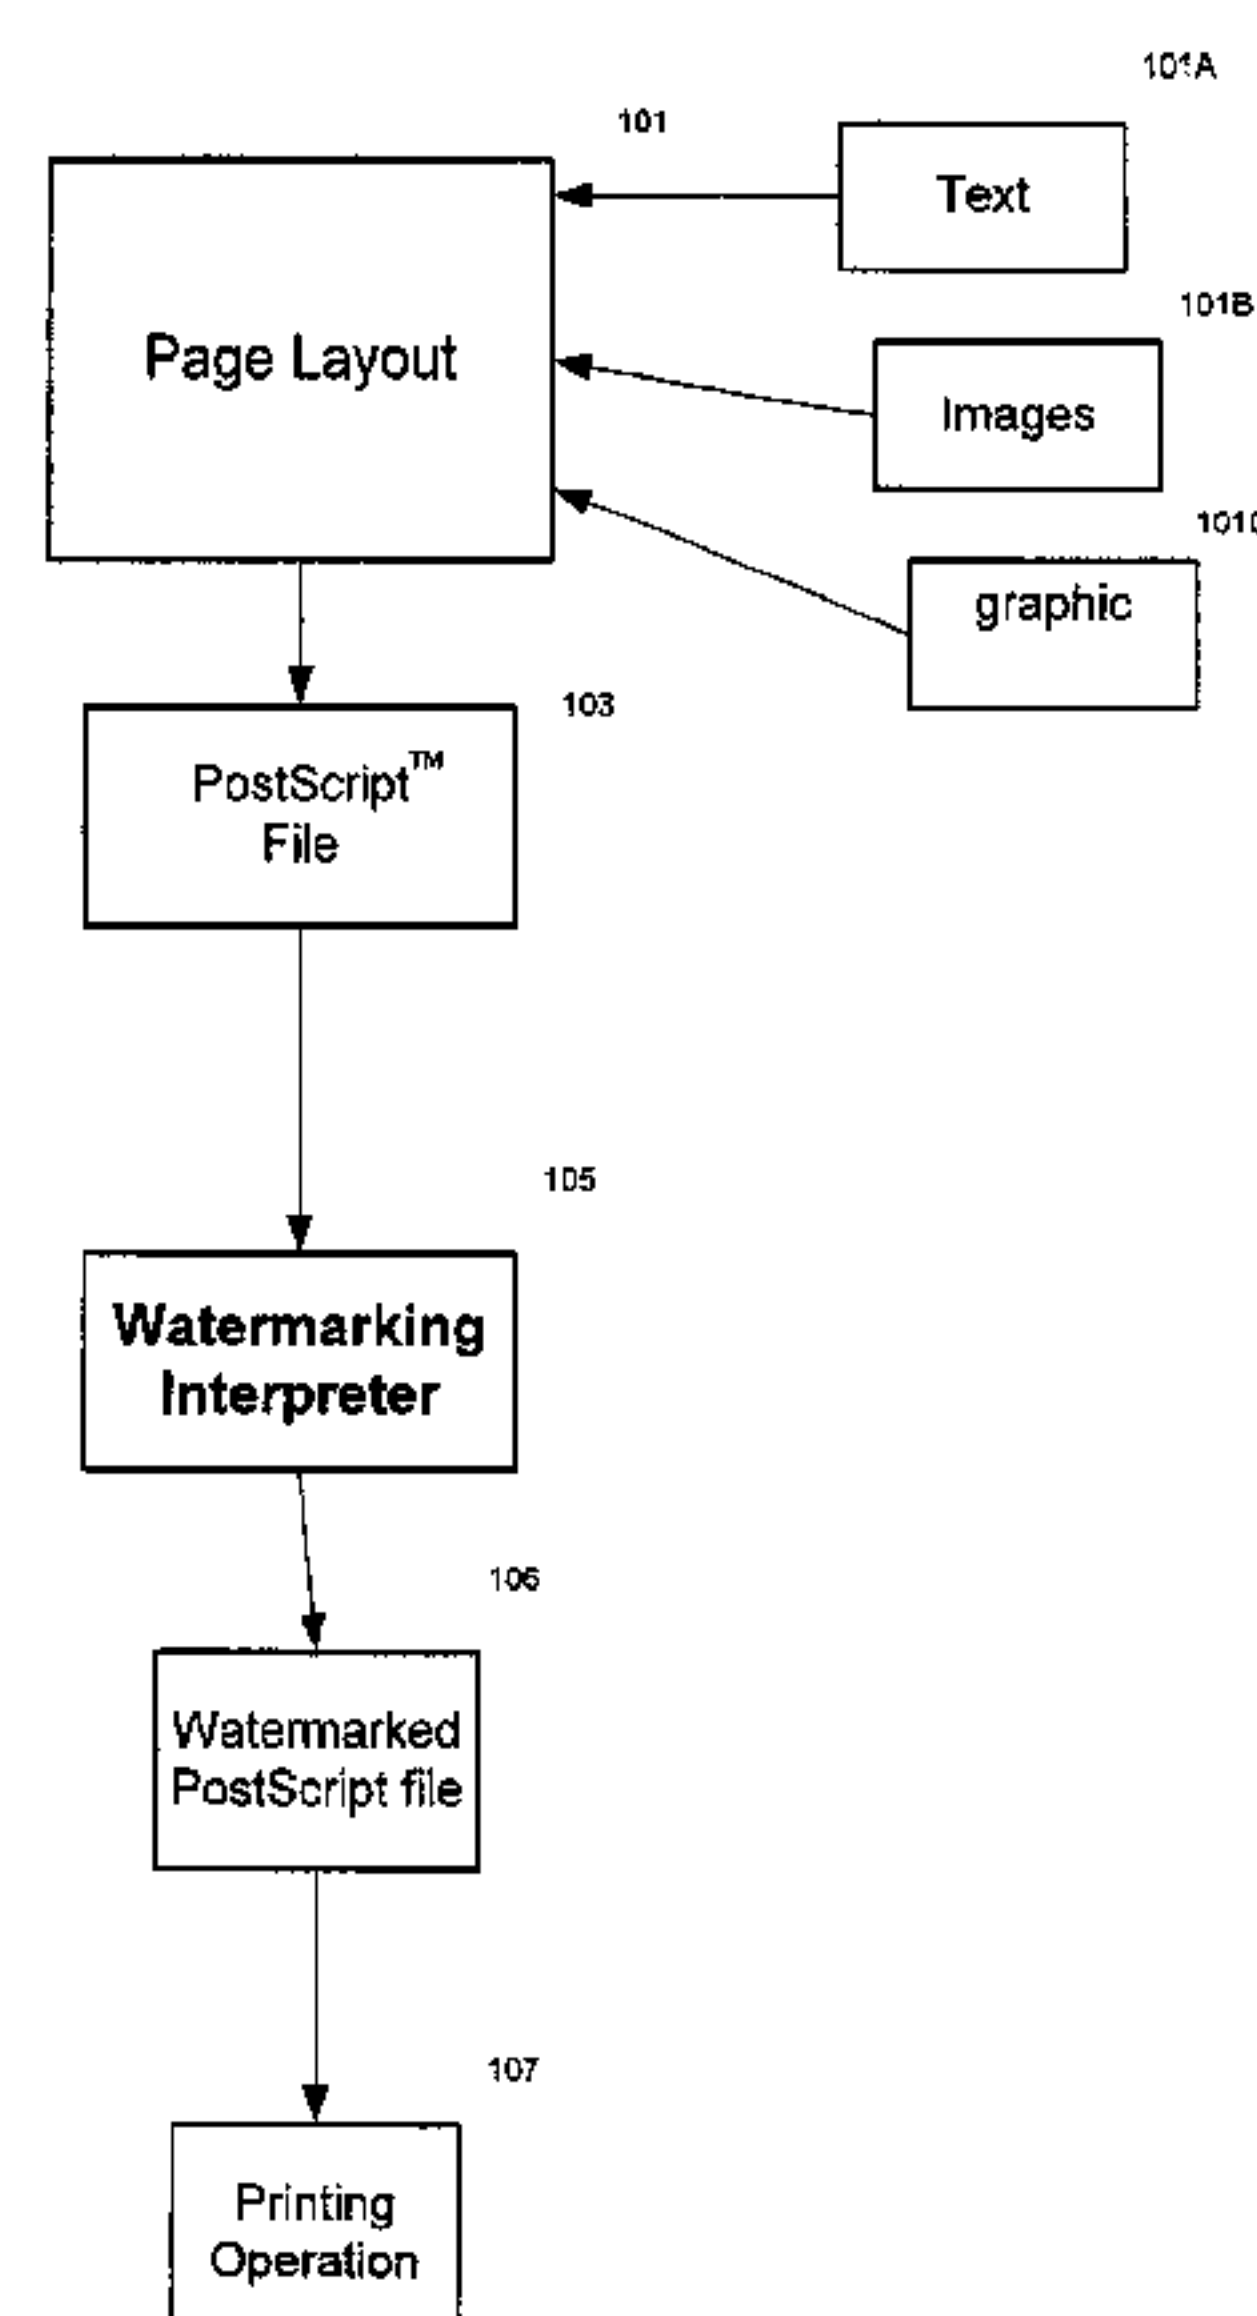 101A
101
Text
Page Layout
101B
Images
graphic
103
PostScript™
File
105
Watermarking
Interpreter
106
Watermarked
PostScript file
107
Printing
Operation